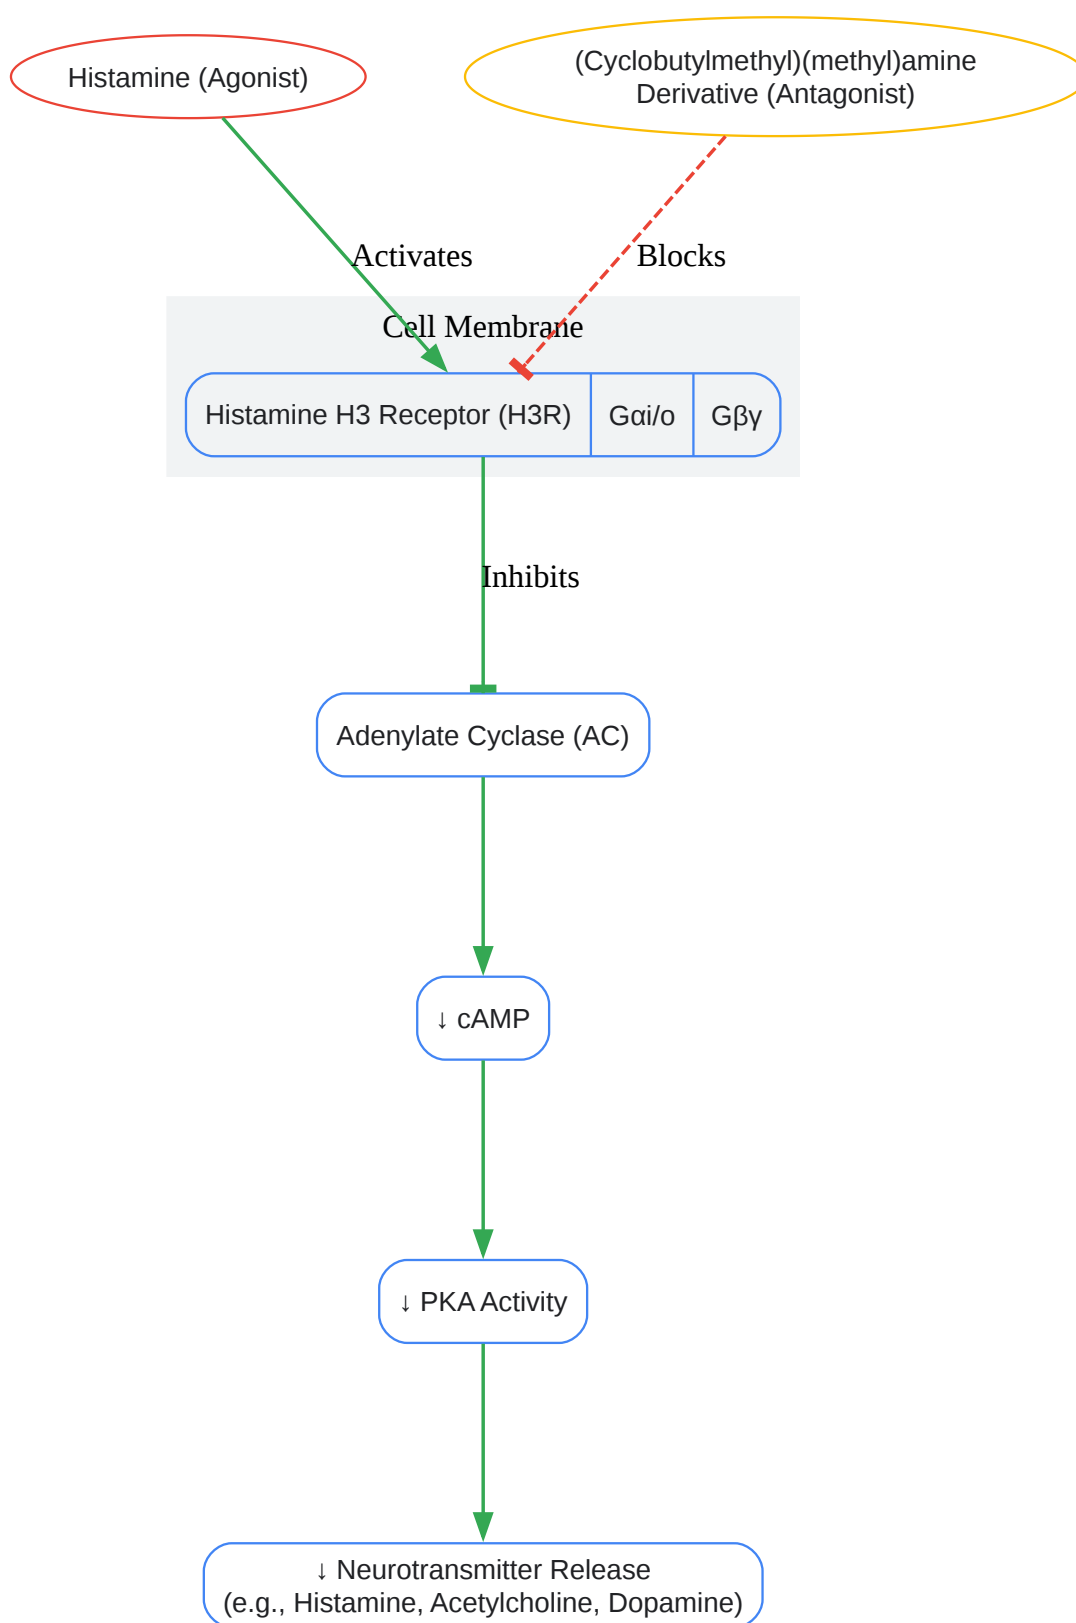 Histamine (Agonist)
(Cyclobutylmethyl)(methyl)amine
Derivative (Antagonist)
Activates
Blocks
Cell Membrane
Histamine H3 Receptor (H3R)
Gαi/o
Gβγ
Inhibits
Adenylate Cyclase (AC)
↓ cAMP
↓ PKA Activity
↓ Neurotransmitter Release
(e.g., Histamine, Acetylcholine, Dopamine)